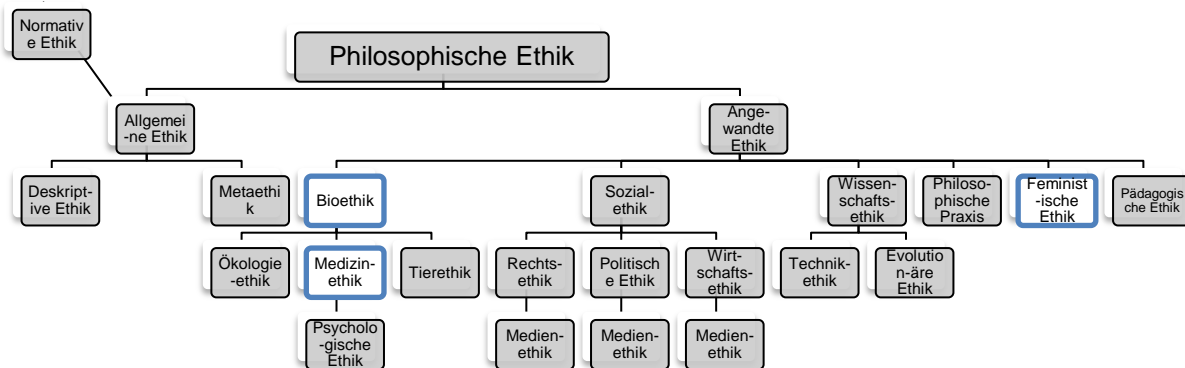 Normativ
e Ethik
Philosophische Ethik
Allgemei
-ne Ethik
Ange-
wandte
Ethik
Deskript-
ive Ethik
Metaethi
k
Bioethik
Sozial-
ethik
Wissen-
schafts-
ethik
Philoso-
phische
Praxis
Feminist
-ische
Ethik
Pädagogis
che Ethik
Ökologie
-ethik
Medizin-
ethik
Tierethik
Rechts-
ethik
Politisch
e Ethik
Wirt-
schafts-
ethik
Technik-
ethik
Evolutio
n-äre
Ethik
Psycholo
-gische
Ethik
Medien-
ethik
Medien-
ethik
Medien-
ethik